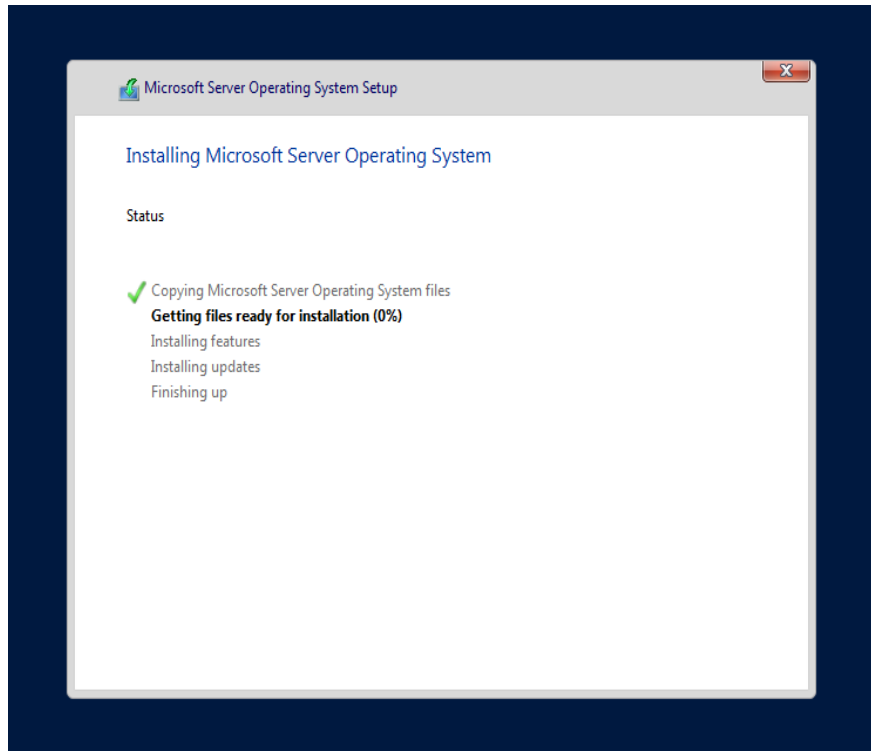 Microsoft Server Operating System Setup
Installing Microsoft Server Operating System
Status
Copying Microsoft Server Operating System files
Getting files ready for installation (0%)
Installing features
Installing updates
Finishing up